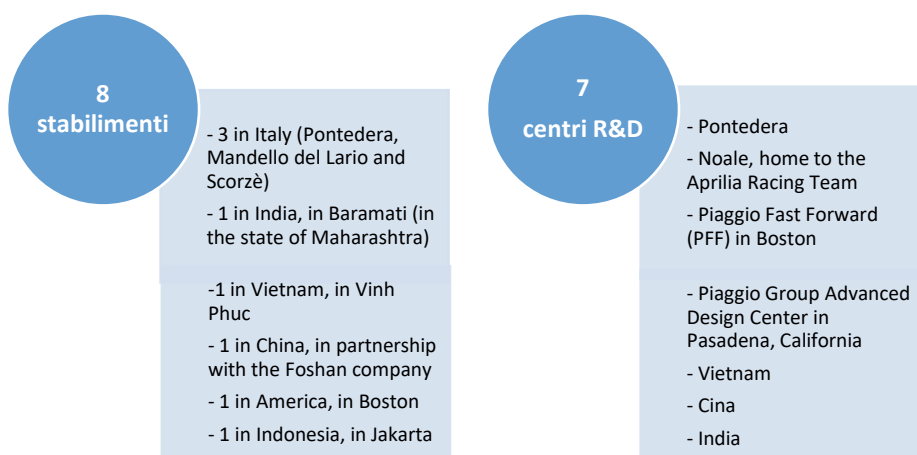 8
stabilimenti
- 3 in Italy (Pontedera,
Mandello del Lario and
Scorzè)
- 1 in India, in Baramati (in
the state of Maharashtra)
-1 in Vietnam, in Vinh
Phuc
- 1 in China, in partnership
with the Foshan company
- 1 in America, in Boston
- 1 in Indonesia, in Jakarta
7
centri R&D
- Pontedera
- Noale, home to the
Aprilia Racing Team
- Piaggio Fast Forward
(PFF) in Boston
- Piaggio Group Advanced
Design Center in
Pasadena, California
- Vietnam
- Cina
- India